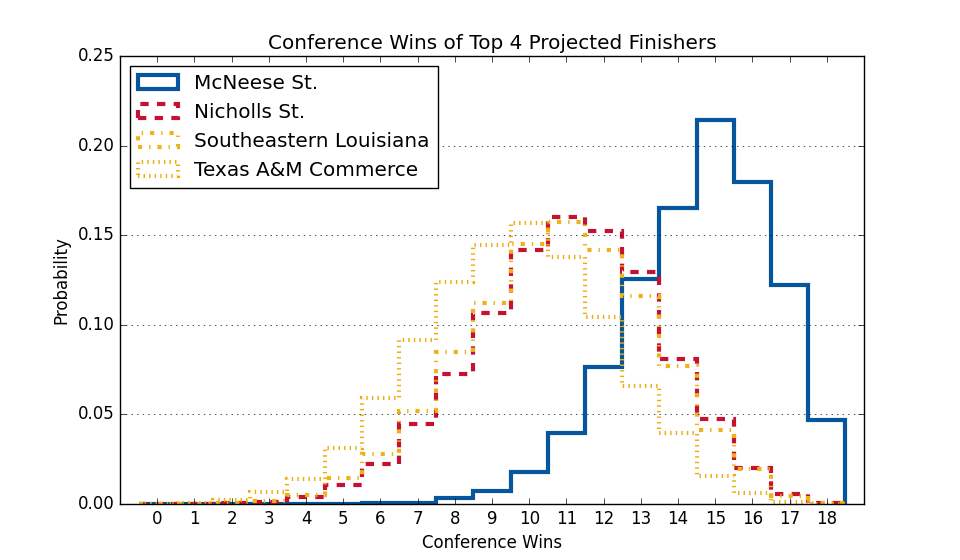 Conference Wins of Top 4 Projected Finishers
0.25
0.20
0.15
0.10
0.05
0.00
Probability
McNeese St.
Nicholls St.
Southeastern Louisiana
Texas A&M Commerce
0 1 2 3 4 5 6 7 8 9 10 11 12 13 14 15 16 17 18
Conference Wins